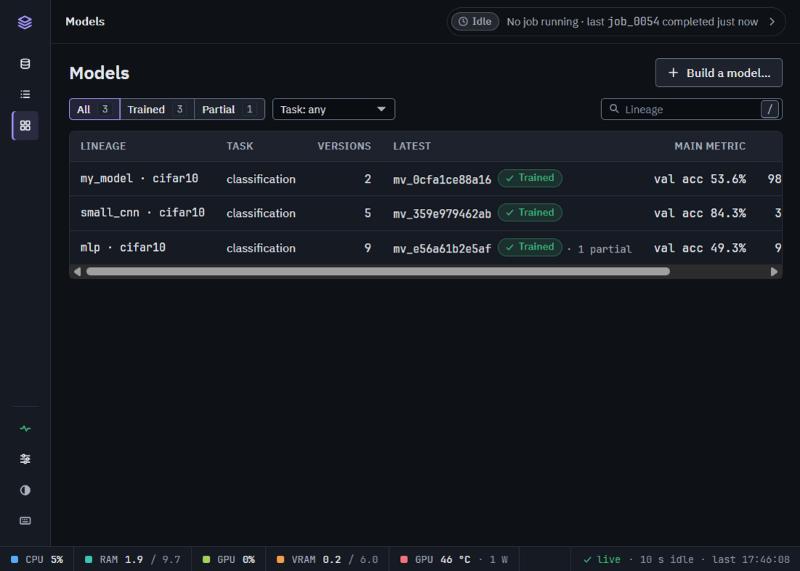 Models
Idle No job running · last job_0054 completed just now
Models
+ Build a model...
All 3 Trained 3 Partial 1 Task: any Lineage /
LINEAGE TASK VERSIONS LATEST MAIN METRIC
my_model · cifar10 classification 2 mv_0cfa1ce88a16 Trained val acc 53.6% 98
small_cnn · cifar10 classification 5 mv_359e979462ab Trained val acc 84.3% 3
mlp · cifar10 classification 9 mv_e56a61b2e5af Trained · 1 partial val acc 49.3% 9
CPU 5% RAM 1.9 / 9.7 GPU 0% VRAM 0.2 / 6.0 GPU 46 °C · 1 W live · 10 s idle · last 17:46:08